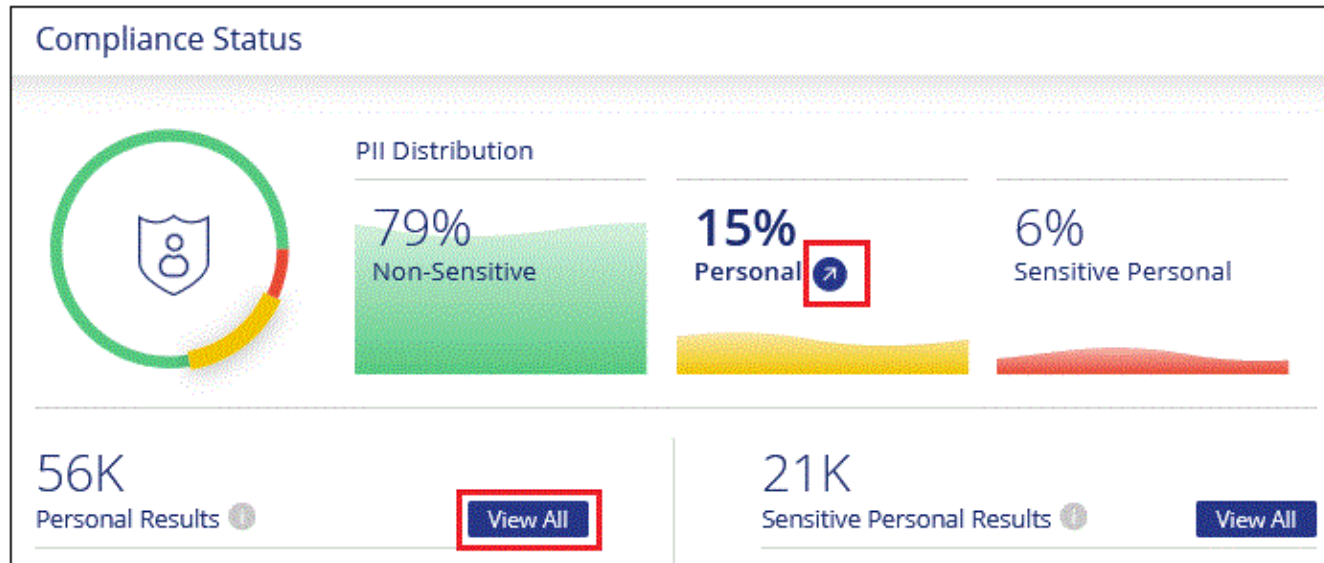 Compliance Status
PII Distribution
79%
Non-Sensitive
15%
Personal
6%
Sensitive Personal
56K
Personal Results
View All
21K
Sensitive Personal Results
View All